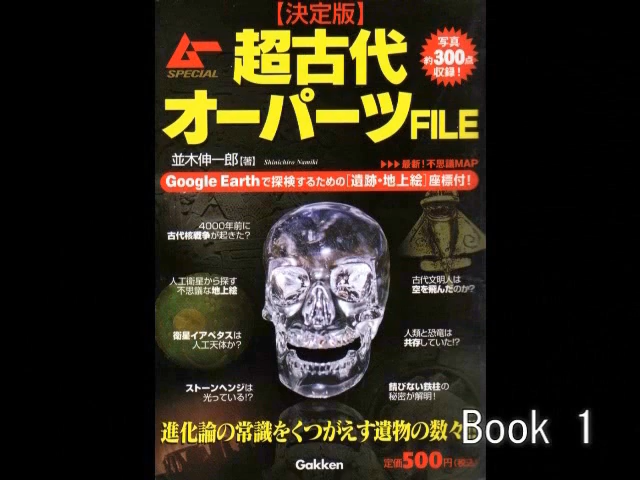 【決定版】
ムー
SPECIAL
超古代
オーパーツFILE
写真
約300点
収録!
並木伸一郎[著] Shinichiro Namiki
▶▶▶最新!不思議MAP
Google Earthで探検するための[遺跡・地上絵]座標付!
4000年前に
古代核戦争が起きた?
人工衛星から探す
不思議な地上絵
衛星イアペタスは
人工天体か?
ストーンヘンジは
光っている!?
古代文明人は
空を飛んだのか?
人類と恐竜は
共存していた!?
錆びない鉄柱の
秘密が解明!
進化論の常識をくつがえす遺物の数々
Gakken
定価500円(税込)
Book 1